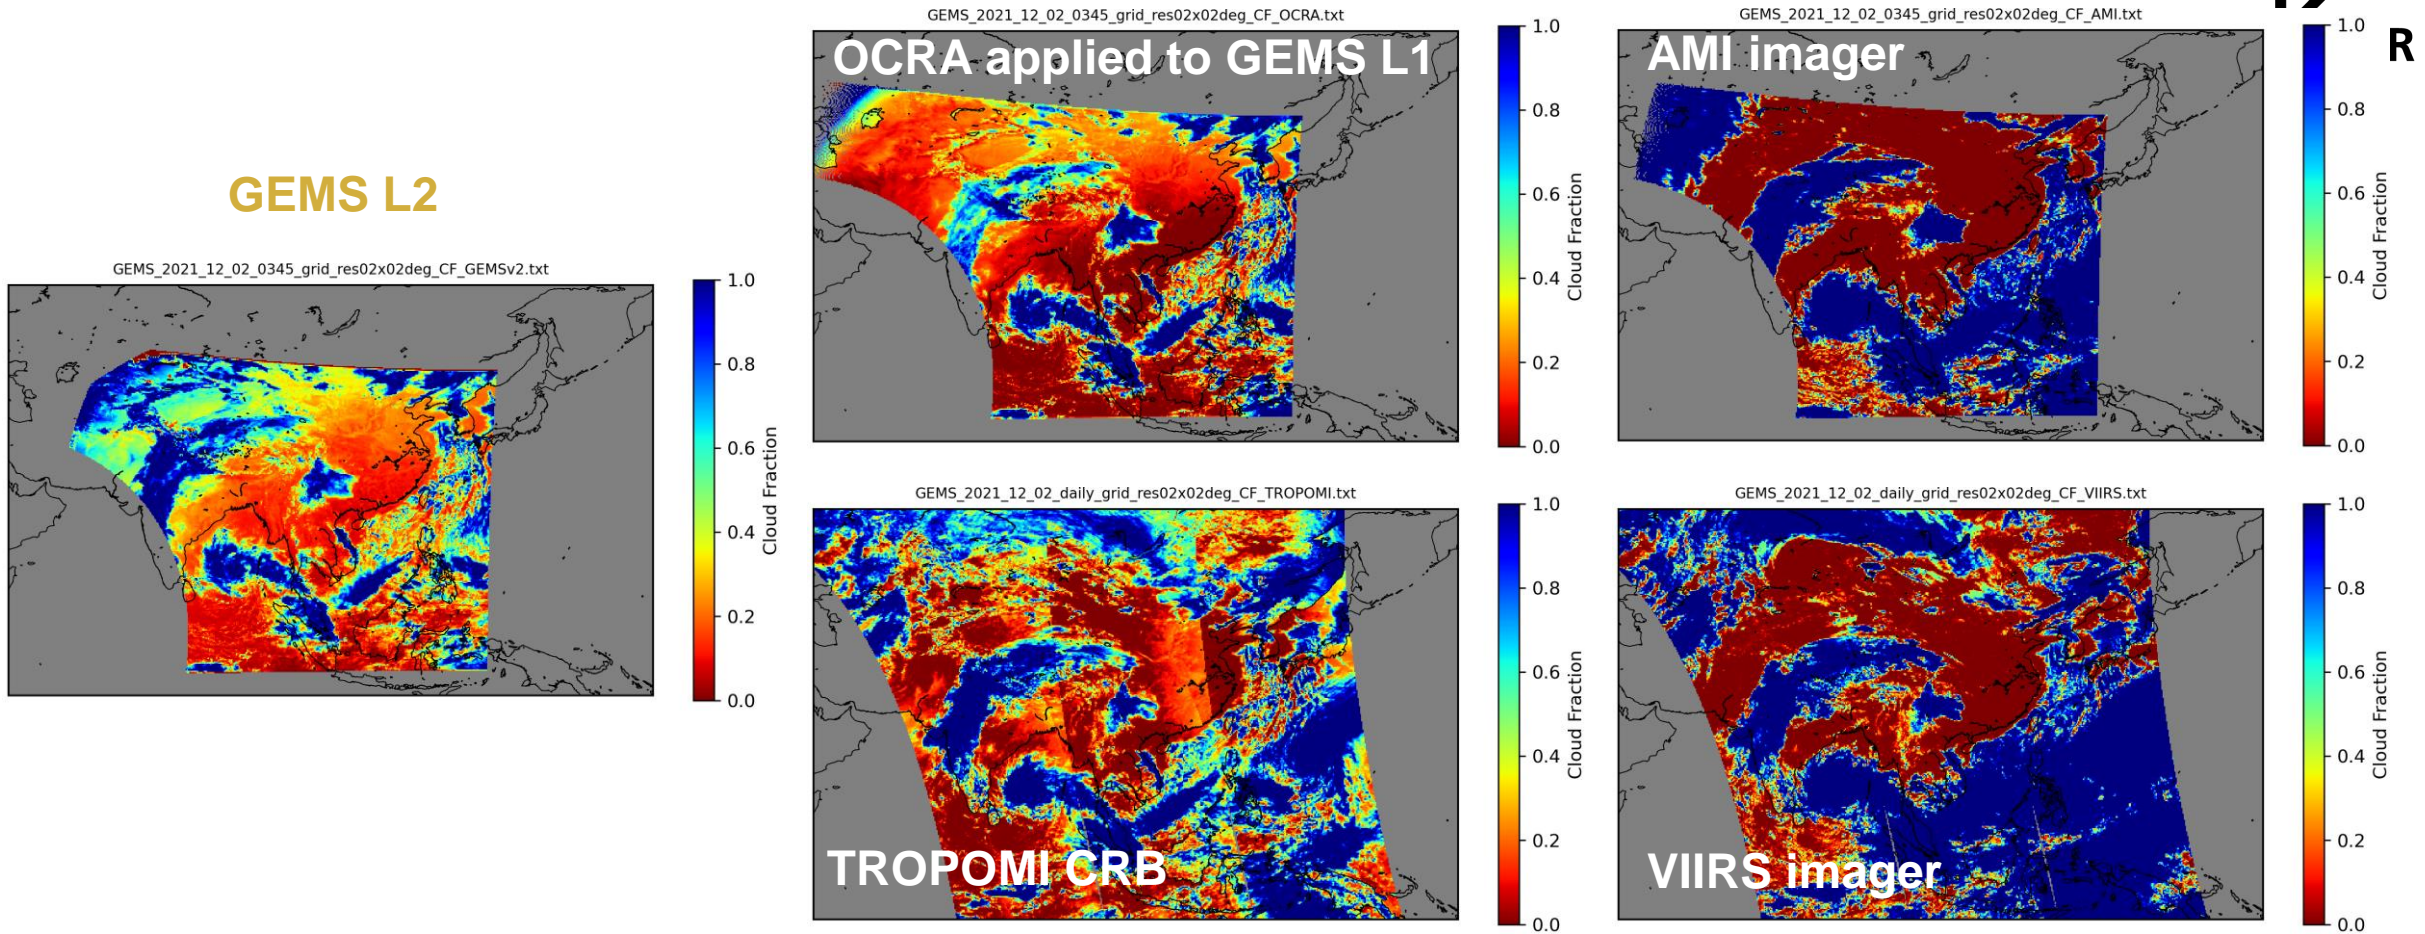 GEMS L2
GEMS_2021_12_02_0345_grid_res02x02deg_CF_GEMSv2.txt
1.0
0.8
0.6
0.4
0.2
0.0
Cloud Fraction
GEMS_2021_12_02_0345_grid_res02x02deg_CF_OCRA.txt
OCRA applied to GEMS L1
1.0
0.8
0.6
0.4
0.2
0.0
Cloud Fraction
GEMS_2021_12_02_0345_grid_res02x02deg_CF_AMI.txt
AMI imager
1.0
0.8
0.6
0.4
0.2
0.0
Cloud Fraction
R
GEMS_2021_12_02_daily_grid_res02x02deg_CF_TROPOMI.txt
TROPOMI CRB
1.0
0.8
0.6
0.4
0.2
0.0
Cloud Fraction
GEMS_2021_12_02_daily_grid_res02x02deg_CF_VIIRS.txt
VIIRS imager
1.0
0.8
0.6
0.4
0.2
0.0
Cloud Fraction